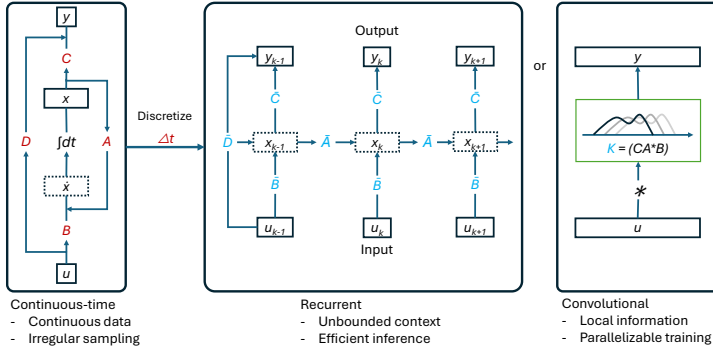 y
C
x
D
∫dt
A
ẋ
B
u
Discretize
Δt
Output
y_{k-1}
y_k
y_{k+1}
C̄
C̄
C̄
D̄
x_{k-1}
Ā
x_k
Ā
x_{k+1}
B̄
B̄
B̄
u_{k-1}
u_k
u_{k+1}
Input
or
y
K = (CA*B)
*
u
Continuous-time
- Continuous data
- Irregular sampling
Recurrent
- Unbounded context
- Efficient inference
Convolutional
- Local information
- Parallelizable training